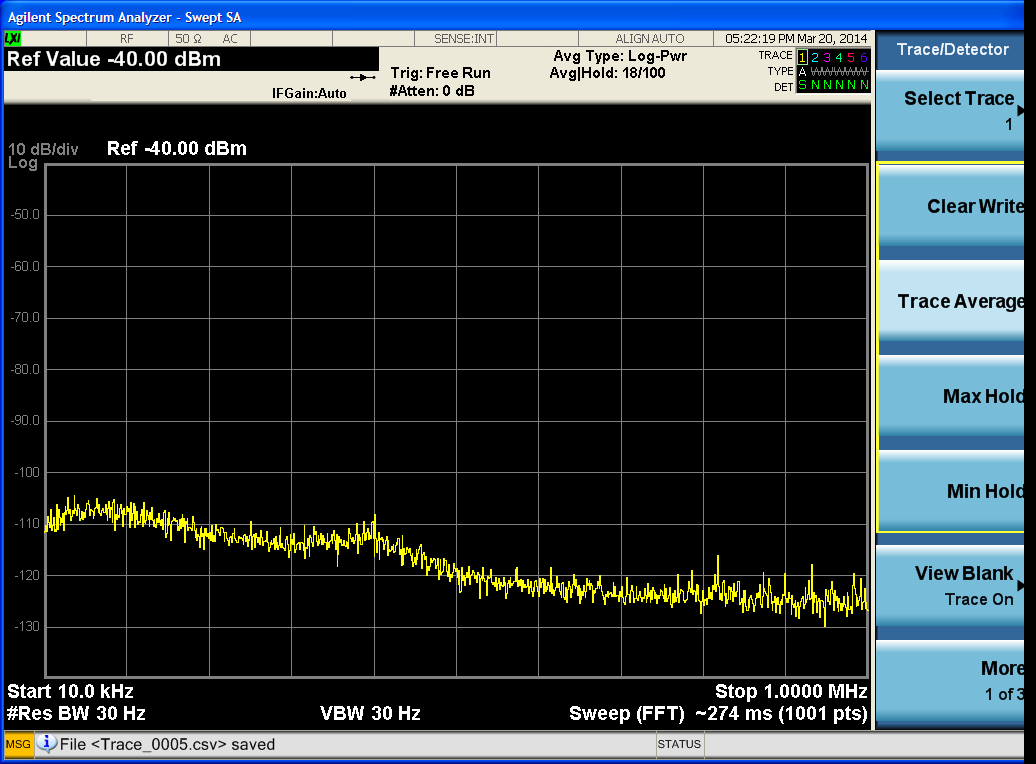 Agilent Spectrum Analyzer - Swept SA
LXI
RF
50 Ω
AC
SENSE:INT
ALIGN AUTO
05:22:19 PM Mar 20, 2014
Ref Value -40.00 dBm
IFGain:Auto
Trig: Free Run
#Atten: 0 dB
Avg Type: Log-Pwr
Avg|Hold: 18/100
TRACE 1 2 3 4 5 6
TYPE A W W W W W
DET S N N N N N
10 dB/div
Log
Ref -40.00 dBm
-50.0
-60.0
-70.0
-80.0
-90.0
-100
-110
-120
-130
Start 10.0 kHz
Stop 1.0000 MHz
#Res BW 30 Hz
VBW 30 Hz
Sweep (FFT) ~274 ms (1001 pts)
MSG
File <Trace_0005.csv> saved
STATUS
Trace/Detector
Select Trace
1
Clear Write
Trace Average
Max Hold
Min Hold
View Blank
Trace On
More
1 of 3